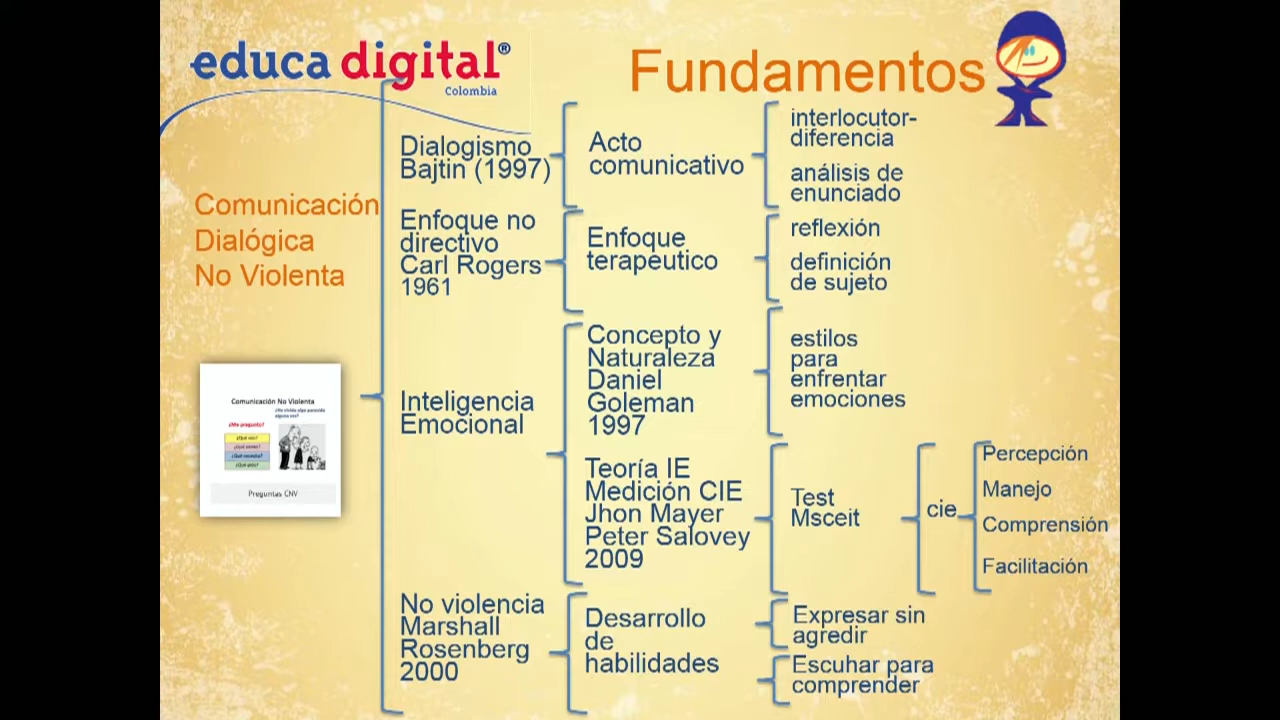 educa digital®
Colombia
Fundamentos
Comunicación
Dialógica
No Violenta
Dialogismo
Bajtin (1997)
Acto
comunicativo
interlocutor-
diferencia
análisis de
enunciado
Enfoque no
directivo
Carl Rogers
1961
Enfoque
terapeutico
reflexión
definición
de sujeto
Inteligencia
Emocional
Concepto y
Naturaleza
Daniel
Goleman
1997
estilos
para
enfrentar
emociones
Teoría IE
Medición CIE
Jhon Mayer
Peter Salovey
2009
Test
Msceit
cie
Percepción
Manejo
Comprensión
Facilitación
No violencia
Marshall
Rosenberg
2000
Desarrollo
de
habilidades
Expresar sin
agredir
Escuhar para
comprender
Comunicación No Violenta
¿Me pregunto?
Preguntas CNV